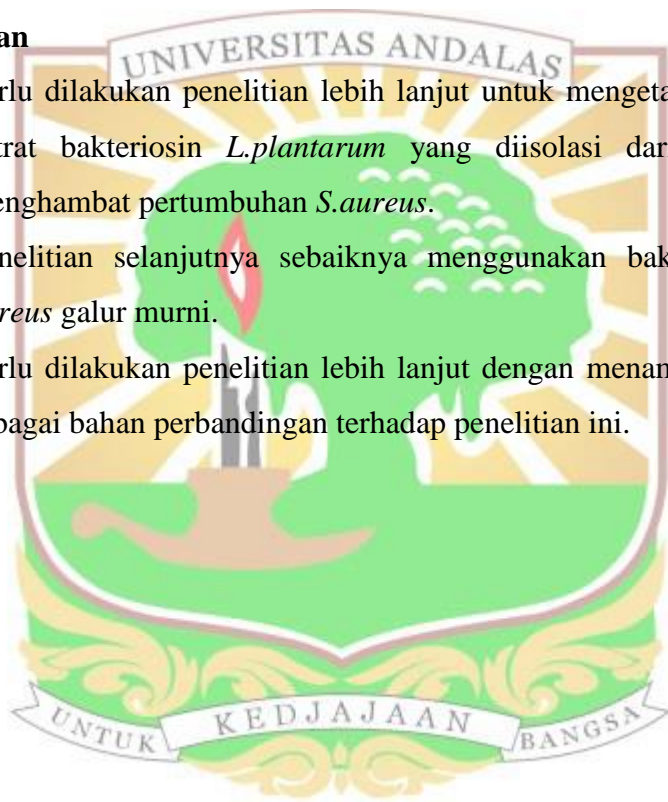 an
UNIVERSITAS ANDALAS
rlu dilakukan penelitian lebih lanjut untuk mengeta
trat bakteriosin L.plantarum yang diisolasi dar
enghambat pertumbuhan S.aureus.
nelitian selanjutnya sebaiknya menggunakan bak
reus galur murni.
rlu dilakukan penelitian lebih lanjut dengan menam
bagai bahan perbandingan terhadap penelitian ini.
UNTUK KEDJAJAAN BANGSA